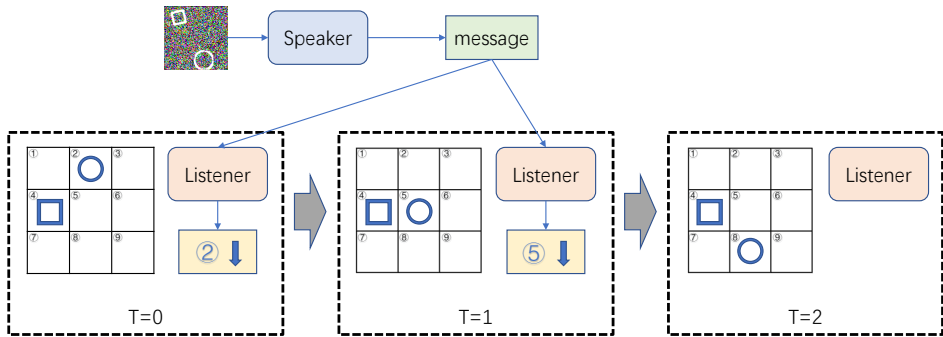 Speaker
message
① ② ③
④ ⑤ ⑥
⑦ ⑧ ⑨
Listener
②
T=0
① ② ③
④ ⑤ ⑥
⑦ ⑧ ⑨
Listener
⑤
T=1
① ② ③
④ ⑤ ⑥
⑦ ⑧ ⑨
Listener
T=2